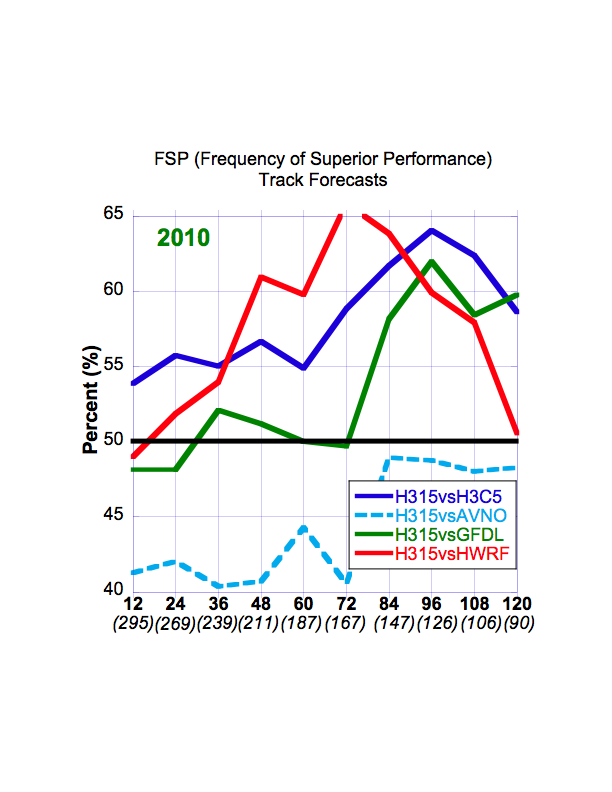 FSP (Frequency of Superior Performance)
Track Forecasts
65
2010
60
55
Percent (%)
50
45
H315vsH3C5
H315vsAVNO
H315vsGFDL
H315vsHWRF
40
12 24 36 48 60 72 84 96 108 120
(295) (269) (239) (211) (187) (167) (147) (126) (106) (90)